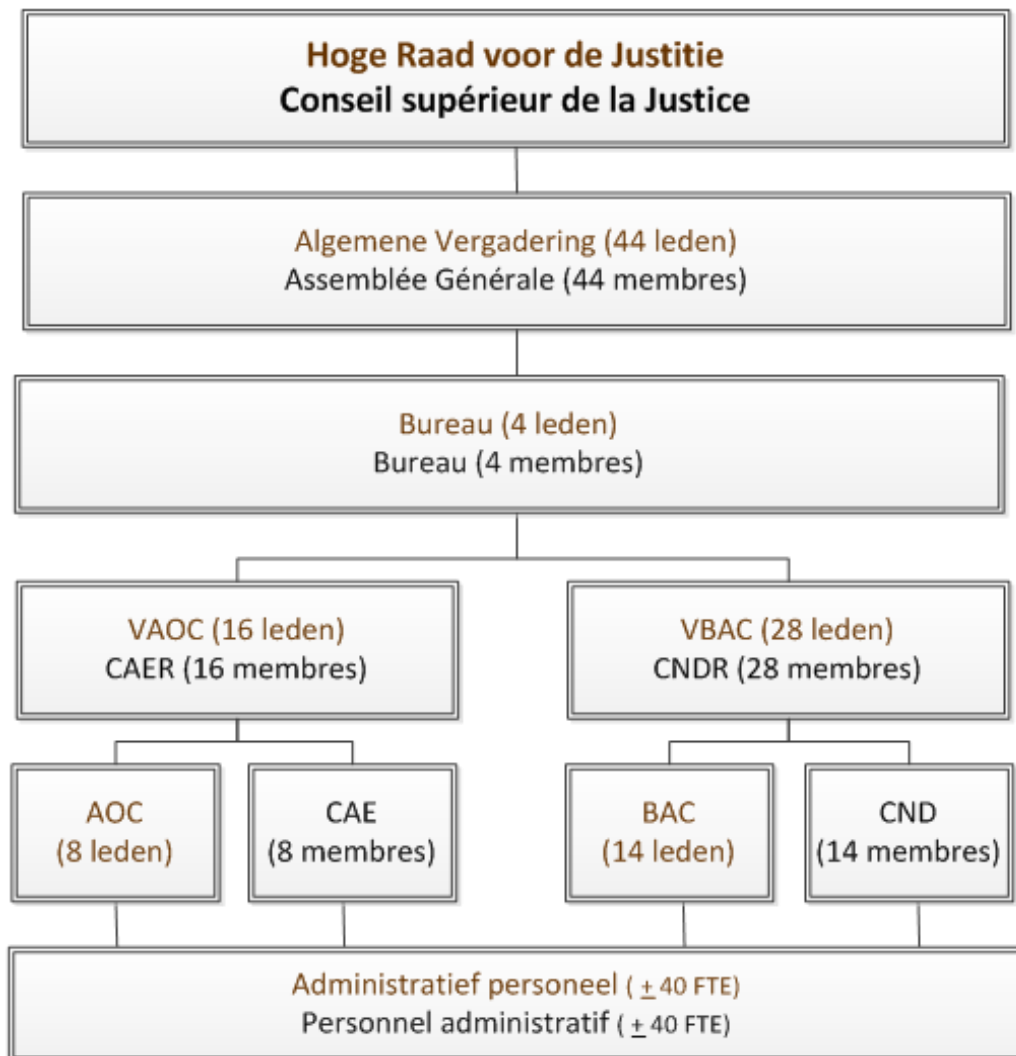 Hoge Raad voor de Justitie
Conseil supérieur de la Justice
Algemene Vergadering (44 leden)
Assemblée Générale (44 membres)
Bureau (4 leden)
Bureau (4 membres)
VAOC (16 leden)
CAER (16 membres)
VBAC (28 leden)
CNDR (28 membres)
AOC
(8 leden)
CAE
(8 membres)
BAC
(14 leden)
CND
(14 membres)
Administratief personeel ( ± 40 FTE)
Personnel administratif ( ± 40 FTE)